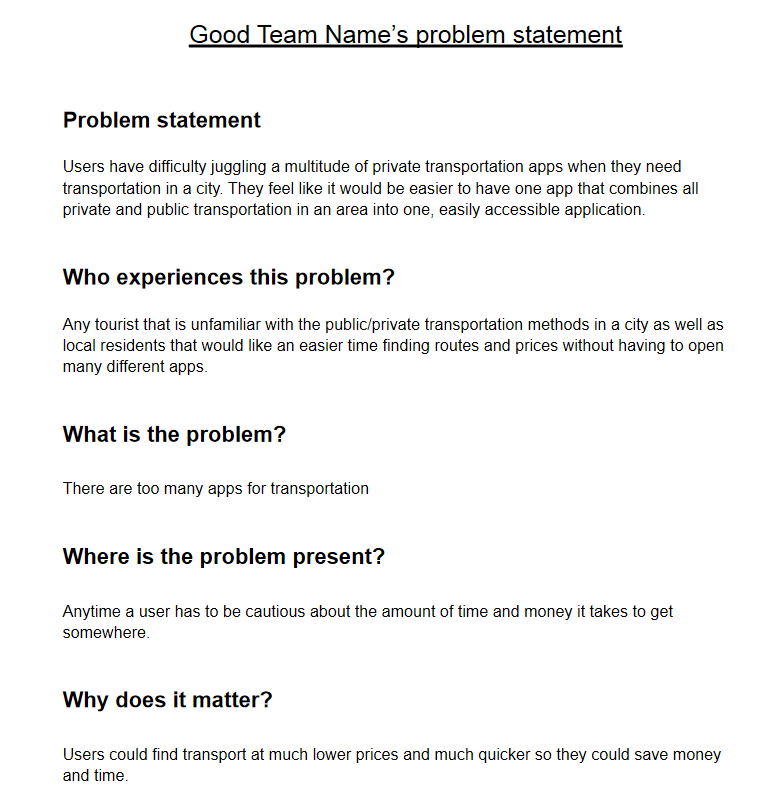 Good Team Name’s problem statement
Problem statement
Users have difficulty juggling a multitude of private transportation apps when they need
transportation in a city. They feel like it would be easier to have one app that combines all
private and public transportation in an area into one, easily accessible application.
Who experiences this problem?
Any tourist that is unfamiliar with the public/private transportation methods in a city as well as
local residents that would like an easier time finding routes and prices without having to open
many different apps.
What is the problem?
There are too many apps for transportation
Where is the problem present?
Anytime a user has to be cautious about the amount of time and money it takes to get
somewhere.
Why does it matter?
Users could find transport at much lower prices and much quicker so they could save money
and time.